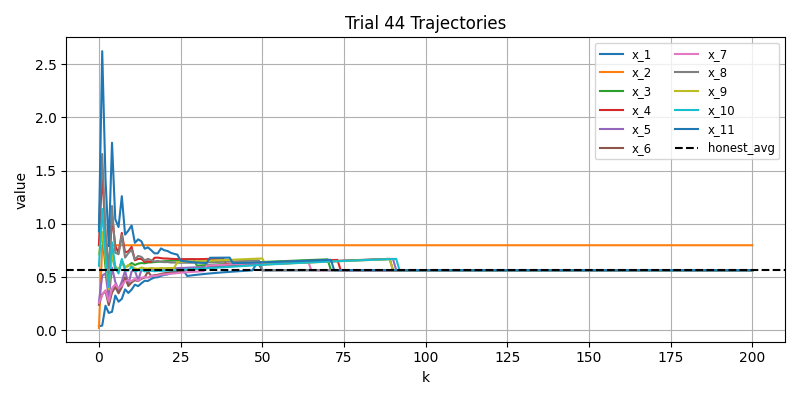 Trial 44 Trajectories
value
2.5
2.0
1.5
1.0
0.5
0.0
x_1
x_2
x_3
x_4
x_5
x_6
x_7
x_8
x_9
x_10
x_11
honest_avg
0
25
50
75
100
125
150
175
200
k